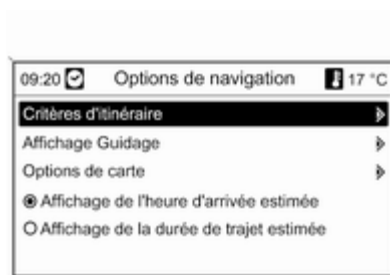 09:20 Options de navigation 17 °C
Critères d'itinéraire
Affichage Guidage
Options de carte
Affichage de l'heure d'arrivée estimée
Affichage de la durée de trajet estimée